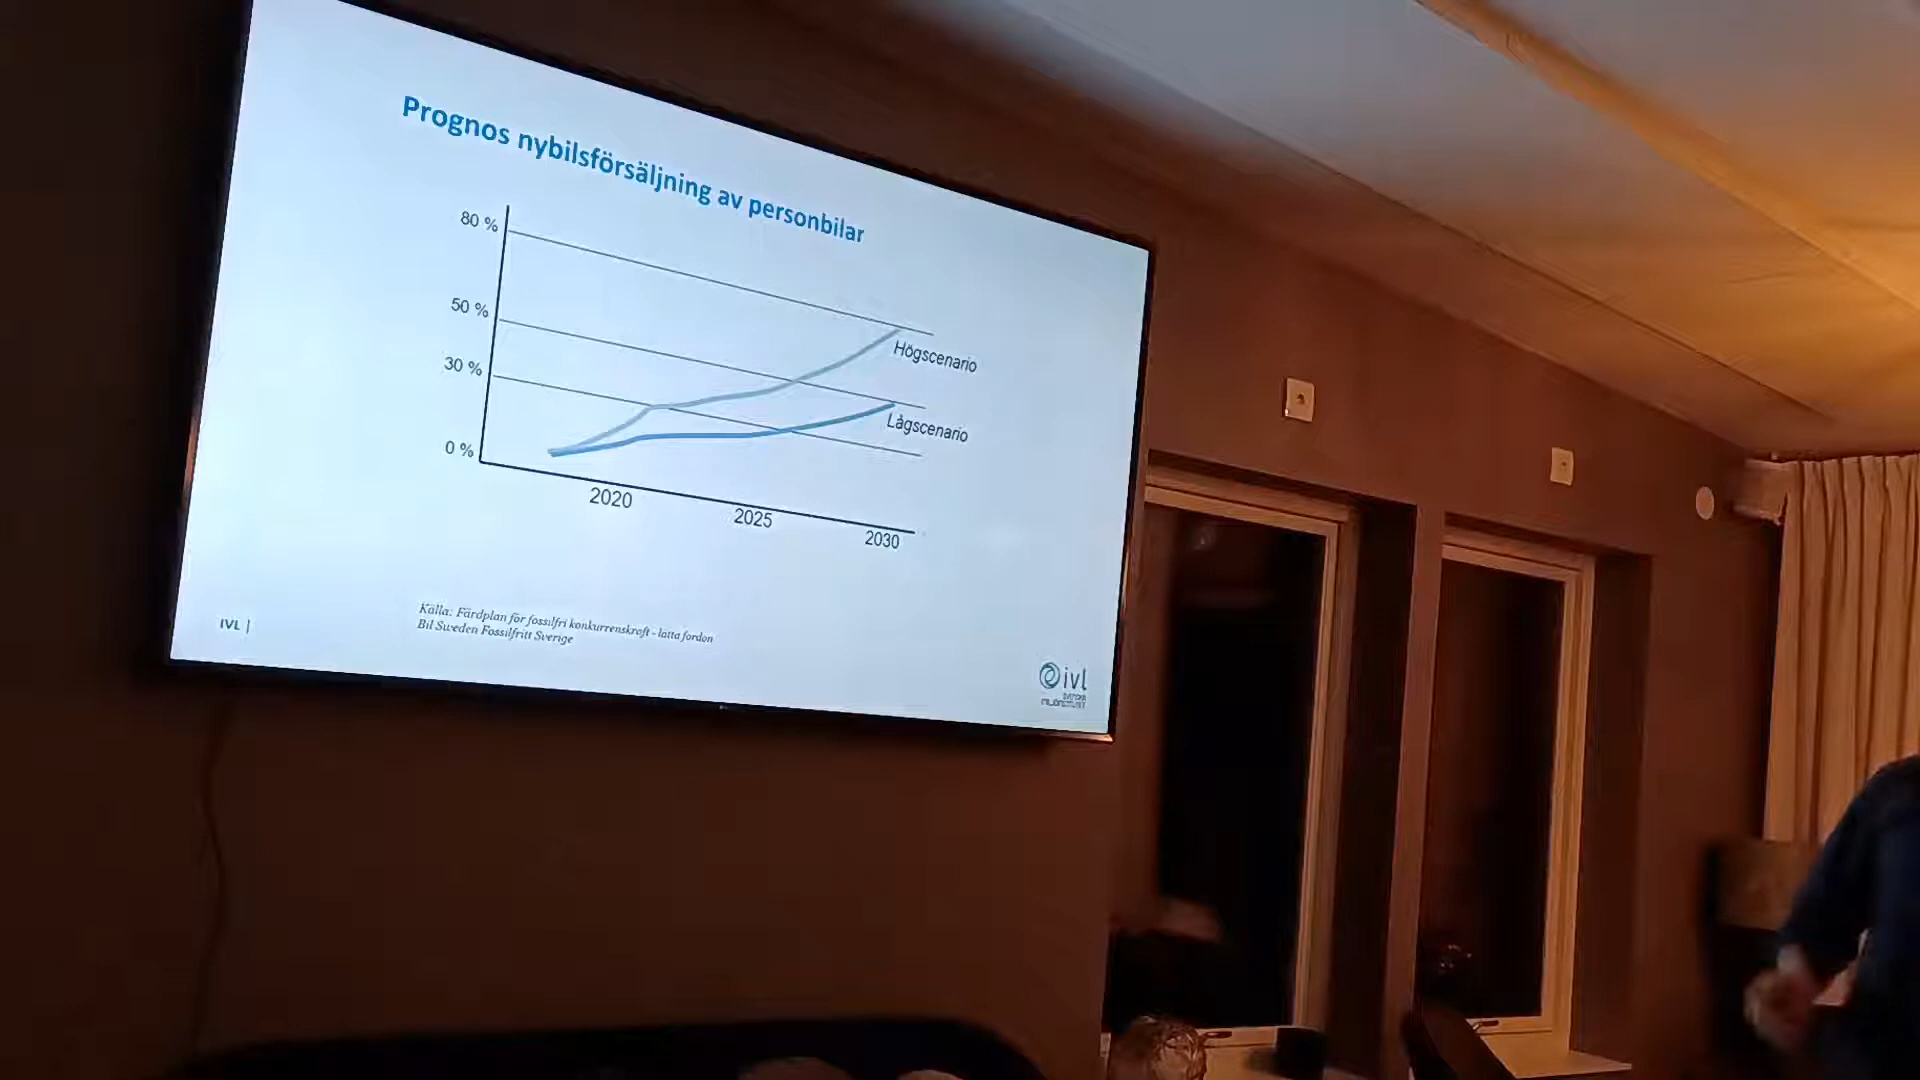 Prognos nybilsförsäljning av personbilar
80 %
50 %
30 %
0 %
Högscenario
Lågscenario
2020
2025
2030
Källa: Färdplan för fossilfri konkurrenskraft - lätta fordon
Bil Sweden Fossilfritt Sverige
IVL |
ivl
SVENSKA